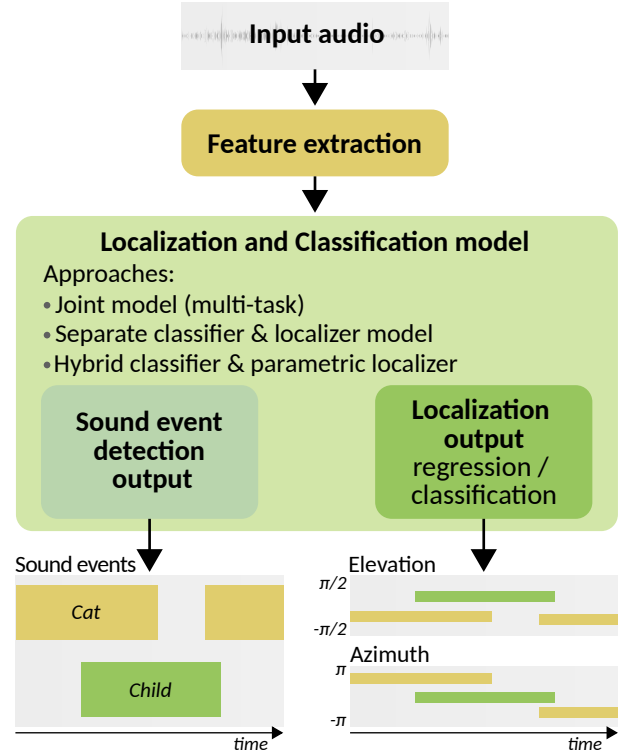 Input audio
Feature extraction
Localization and Classification model
Approaches:
• Joint model (multi-task)
• Separate classifier & localizer model
• Hybrid classifier & parametric localizer
Sound event
detection
output
Localization
output
regression /
classification
Sound events
Cat
Child
time
Elevation
π/2
-π/2
Azimuth
π
-π
time